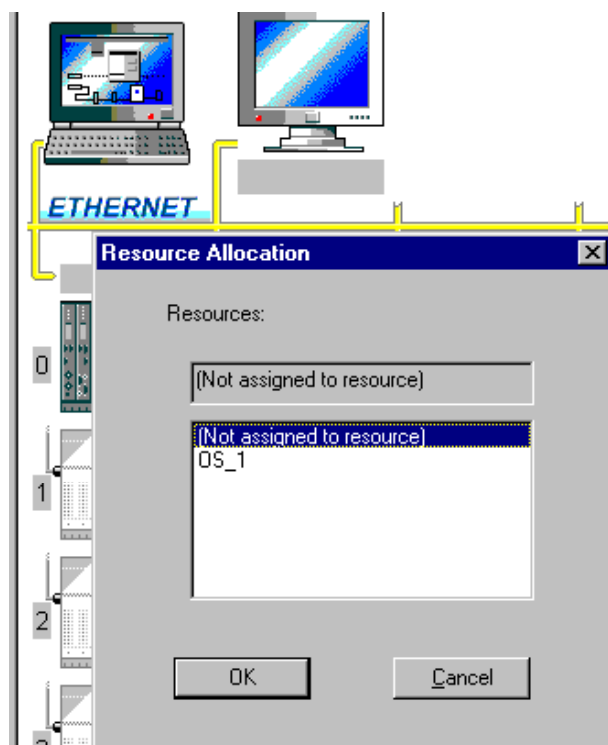 ETHERNET
Resource Allocation
Resources:
0
(Not assigned to resource)
(Not assigned to resource)
OS_1
1
2
OK
Cancel